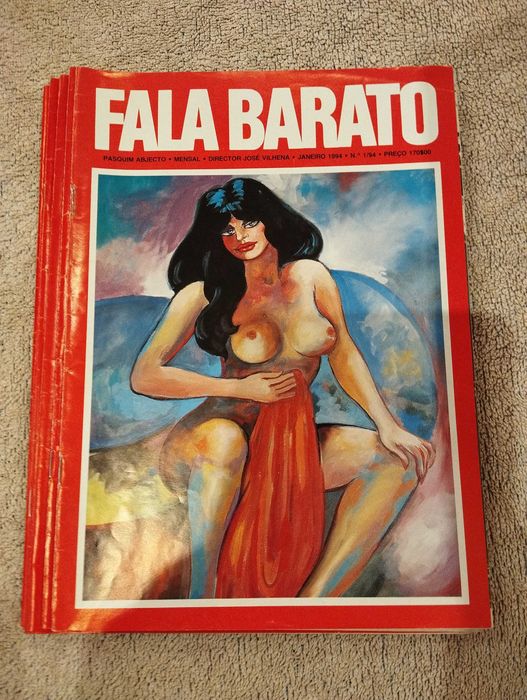 FALA BARATO
PASQUIM ABJECTO • MENSAL • DIRECTOR JOSÉ VILHENA • JANEIRO 1994 • N.º 1/94 • PREÇO 170$00